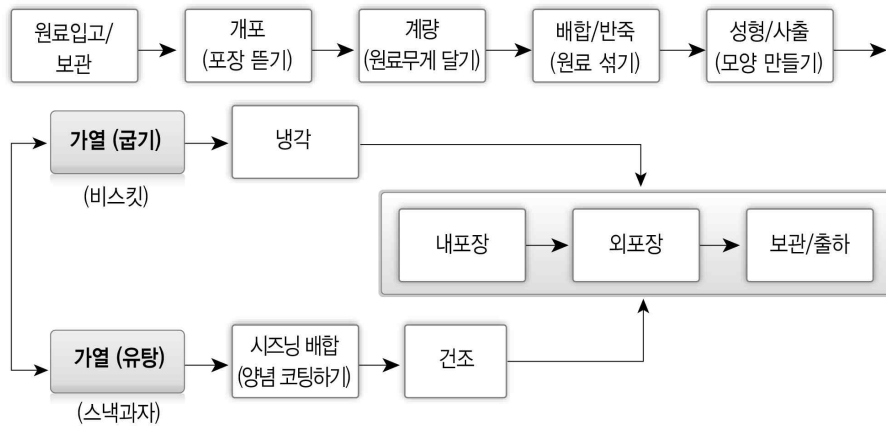 원료입고/
보관
개포
(포장 뜯기)
계량
(원료무게 달기)
배합/반죽
(원료 섞기)
성형/사출
(모양 만들기)
가열 (굽기)
(비스킷)
냉각
내포장
외포장
보관/출하
가열 (유탕)
(스낵과자)
시즈닝 배합
(양념 코팅하기)
건조